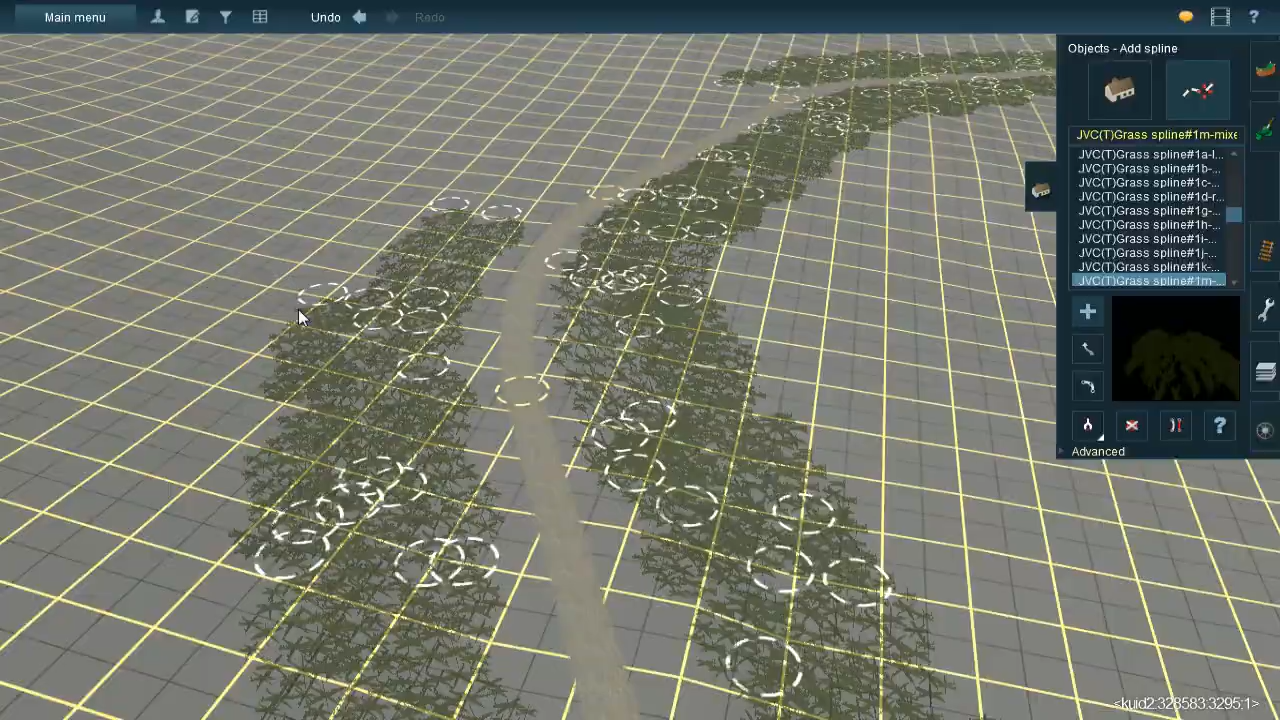 Main menu
Undo
Redo
?
Objects - Add spline
JVC(T)Grass spline#1m-mixe
JVC(T)Grass spline#1a-l...
JVC(T)Grass spline#1b-...
JVC(T)Grass spline#1c-...
JVC(T)Grass spline#1d-r...
JVC(T)Grass spline#1g-...
JVC(T)Grass spline#1h-...
JVC(T)Grass spline#1i-...
JVC(T)Grass spline#1j-...
JVC(T)Grass spline#1k-...
JVC(T)Grass spline#1m-...
?
Advanced
<kuid2:328583:3295:1>